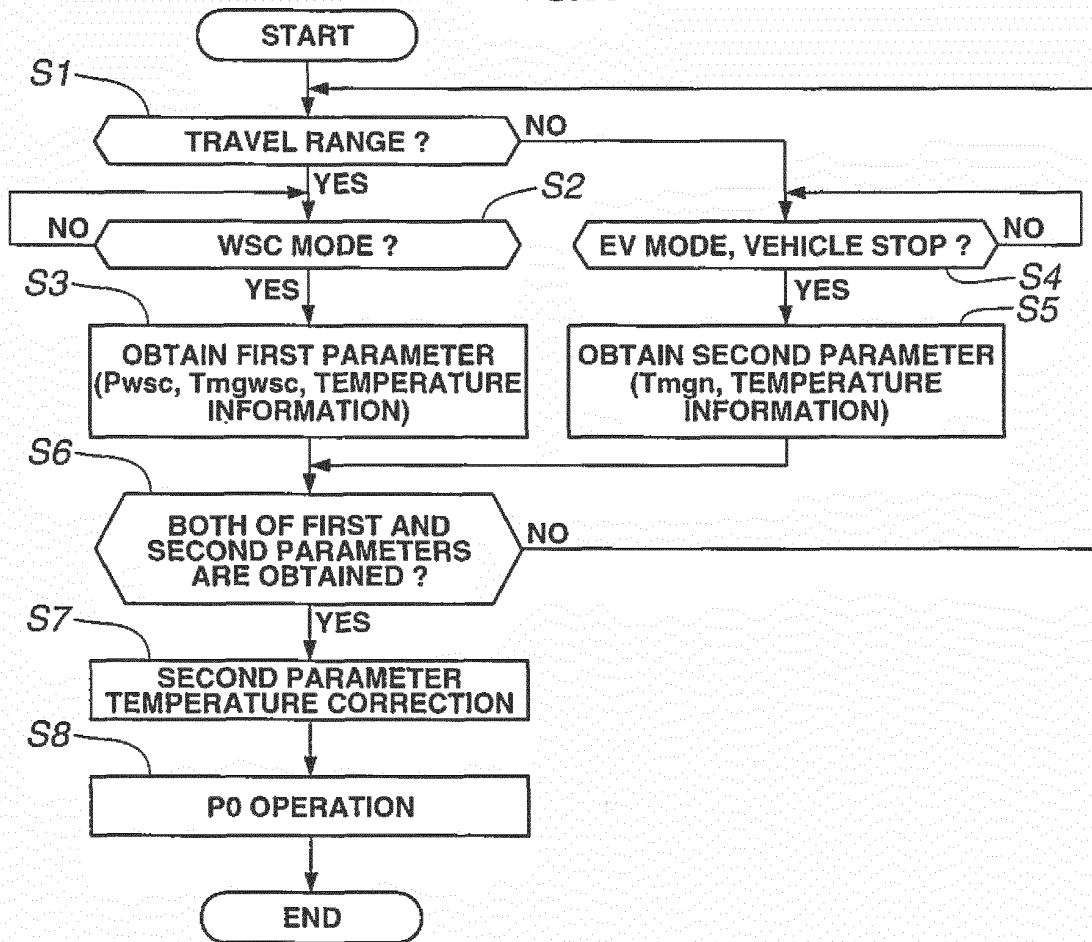 START
S1
TRAVEL RANGE ?
NO
YES
S2
NO
WSC MODE ?
EV MODE, VEHICLE STOP ?
NO
S3
YES
YES
S4
S5
OBTAIN FIRST PARAMETER
(Pwsc, Tmgwsc, TEMPERATURE
INFORMATION)
OBTAIN SECOND PARAMETER
(Tmgn, TEMPERATURE
INFORMATION)
S6
BOTH OF FIRST AND
SECOND PARAMETERS
ARE OBTAINED ?
NO
YES
S7
SECOND PARAMETER
TEMPERATURE CORRECTION
S8
P0 OPERATION
END